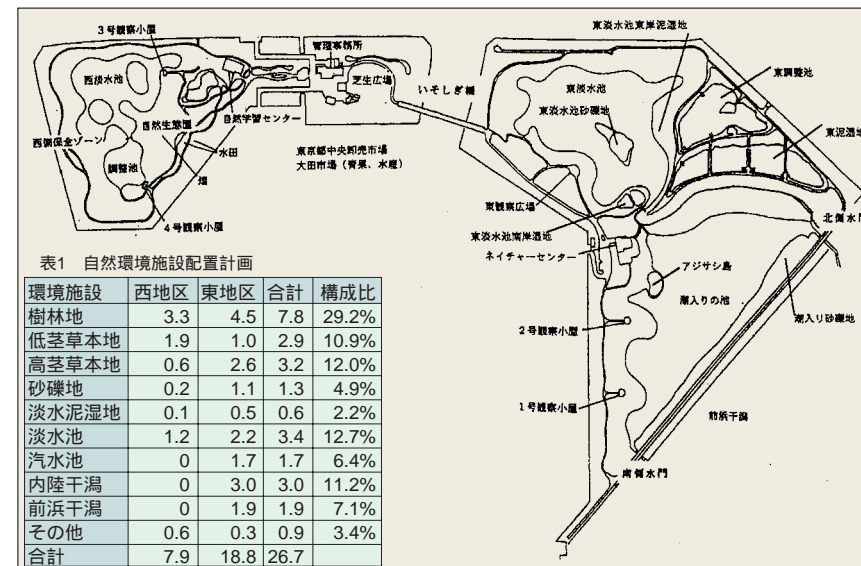 3号観察小屋
西淡水池
自然生態園
自然学習センター
西側保全ゾーン
調整池
水田
畑
4号観察小屋
管理事務所
芝生広場
いそしぎ橋
東京都中央卸売市場
大田市場（青果、水産）
東淡水池東岸泥湿地
東淡水池
東淡水池砂礫地
東調整池
東泥湿地
東観察広場
北側水門
東淡水池南岸湿地
ネイチャーセンター
アジサシ島
潮入りの池
潮入り砂礫地
2号観察小屋
1号観察小屋
前浜干潟
南側水門
表1　自然環境施設配置計画
環境施設 西地区 東地区 合計 構成比
樹林地 3.3 4.5 7.8 29.2%
低茎草本地 1.9 1.0 2.9 10.9%
高茎草本地 0.6 2.6 3.2 12.0%
砂礫地 0.2 1.1 1.3 4.9%
淡水泥湿地 0.1 0.5 0.6 2.2%
淡水池 1.2 2.2 3.4 12.7%
汽水池 0 1.7 1.7 6.4%
内陸干潟 0 3.0 3.0 11.2%
前浜干潟 0 1.9 1.9 7.1%
その他 0.6 0.3 0.9 3.4%
合計 7.9 18.8 26.7